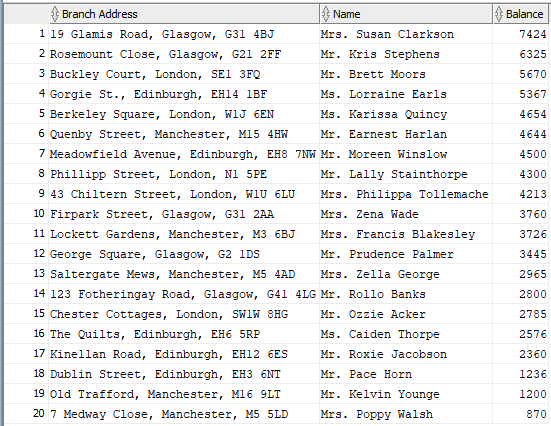 Branch Address Name Balance
1 19 Glamis Road, Glasgow, G31 4BJ Mrs. Susan Clarkson 7424
2 Rosemount Close, Glasgow, G21 2FF Mr. Kris Stephens 6325
3 Buckley Court, London, SE1 3FQ Mr. Brett Moors 5670
4 Gorgie St., Edinburgh, EH14 1BF Ms. Lorraine Earls 5367
5 Berkeley Square, London, W1J 6EN Ms. Karissa Quincy 4654
6 Quenby Street, Manchester, M15 4HW Mr. Earnest Harlan 4644
7 Meadowfield Avenue, Edinburgh, EH8 7NW Mr. Moreen Winslow 4500
8 Phillipp Street, London, N1 5PE Mr. Lally Stainthorpe 4300
9 43 Chiltern Street, London, W1U 6LU Mrs. Philippa Tollemache 4213
10 Firpark Street, Glasgow, G31 2AA Mrs. Zena Wade 3760
11 Lockett Gardens, Manchester, M3 6BJ Mrs. Francis Blakesley 3726
12 George Square, Glasgow, G2 1DS Mr. Prudence Palmer 3445
13 Saltergate Mews, Manchester, M5 4AD Mrs. Zella George 2965
14 123 Fotheringay Road, Glasgow, G41 4LG Mr. Rollo Banks 2800
15 Chester Cottages, London, SW1W 8HG Mr. Ozzie Acker 2785
16 The Quilts, Edinburgh, EH6 5RP Ms. Caiden Thorpe 2576
17 Kinellan Road, Edinburgh, EH12 6ES Mr. Roxie Jacobson 2360
18 Dublin Street, Edinburgh, EH3 6NT Mr. Pace Horn 1236
19 Old Trafford, Manchester, M16 9LT Mr. Kelvin Younge 1200
20 7 Medway Close, Manchester, M5 5LD Mrs. Poppy Walsh 870